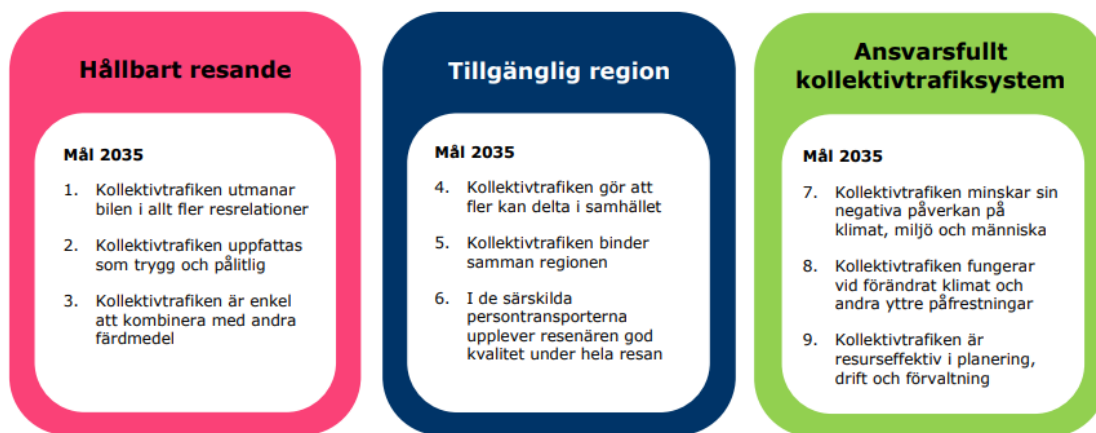 Hållbart resande
Mål 2035
1. Kollektivtrafiken utmanar
bilen i allt fler resrelationer
2. Kollektivtrafiken uppfattas
som trygg och pålitlig
3. Kollektivtrafiken är enkel
att kombinera med andra
färdmedel
Tillgänglig region
Mål 2035
4. Kollektivtrafiken gör att
fler kan delta i samhället
5. Kollektivtrafiken binder
samman regionen
6. I de särskilda
persontransporterna
upplever resenären god
kvalitet under hela resan
Ansvarsfullt
kollektivtrafiksystem
Mål 2035
7. Kollektivtrafiken minskar sin
negativa påverkan på
klimat, miljö och människa
8. Kollektivtrafiken fungerar
vid förändrat klimat och
andra yttre påfrestningar
9. Kollektivtrafiken är
resurseffektiv i planering,
drift och förvaltning